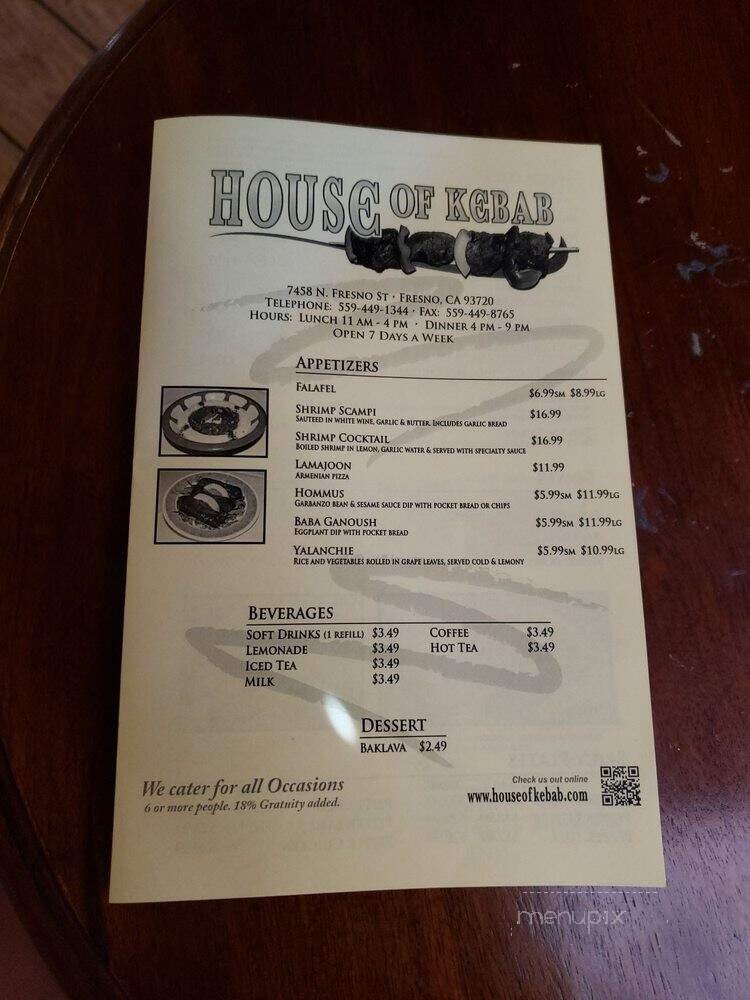 HOUSE OF KEBAB
7458 N. FRESNO ST · FRESNO, CA 93720
TELEPHONE: 559-449-1344 · FAX: 559-449-8765
HOURS: LUNCH 11 AM - 4 PM · DINNER 4 PM - 9 PM
OPEN 7 DAYS A WEEK
APPETIZERS
FALAFEL $6.99SM $8.99LG
SHRIMP SCAMPI $16.99
SAUTEED IN WHITE WINE, GARLIC & BUTTER. INCLUDES GARLIC BREAD
SHRIMP COCKTAIL $16.99
BOILED SHRIMP IN LEMON, GARLIC WATER & SERVED WITH SPECIALTY SAUCE
LAMAJOON $11.99
ARMENIAN PIZZA
HOMMUS $5.99SM $11.99LG
GARBANZO BEAN & SESAME SAUCE DIP WITH POCKET BREAD OR CHIPS
BABA GANOUSH $5.99SM $11.99LG
EGGPLANT DIP WITH POCKET BREAD
YALANCHIE $5.99SM $10.99LG
RICE AND VEGETABLES ROLLED IN GRAPE LEAVES, SERVED COLD & LEMONY
BEVERAGES
SOFT DRINKS (1 REFILL) $3.49 COFFEE $3.49
LEMONADE $3.49 HOT TEA $3.49
ICED TEA $3.49
MILK $3.49
DESSERT
BAKLAVA $2.49
We cater for all Occasions
6 or more people. 18% Gratuity added.
Check us out online
www.houseofkebab.com
menupix